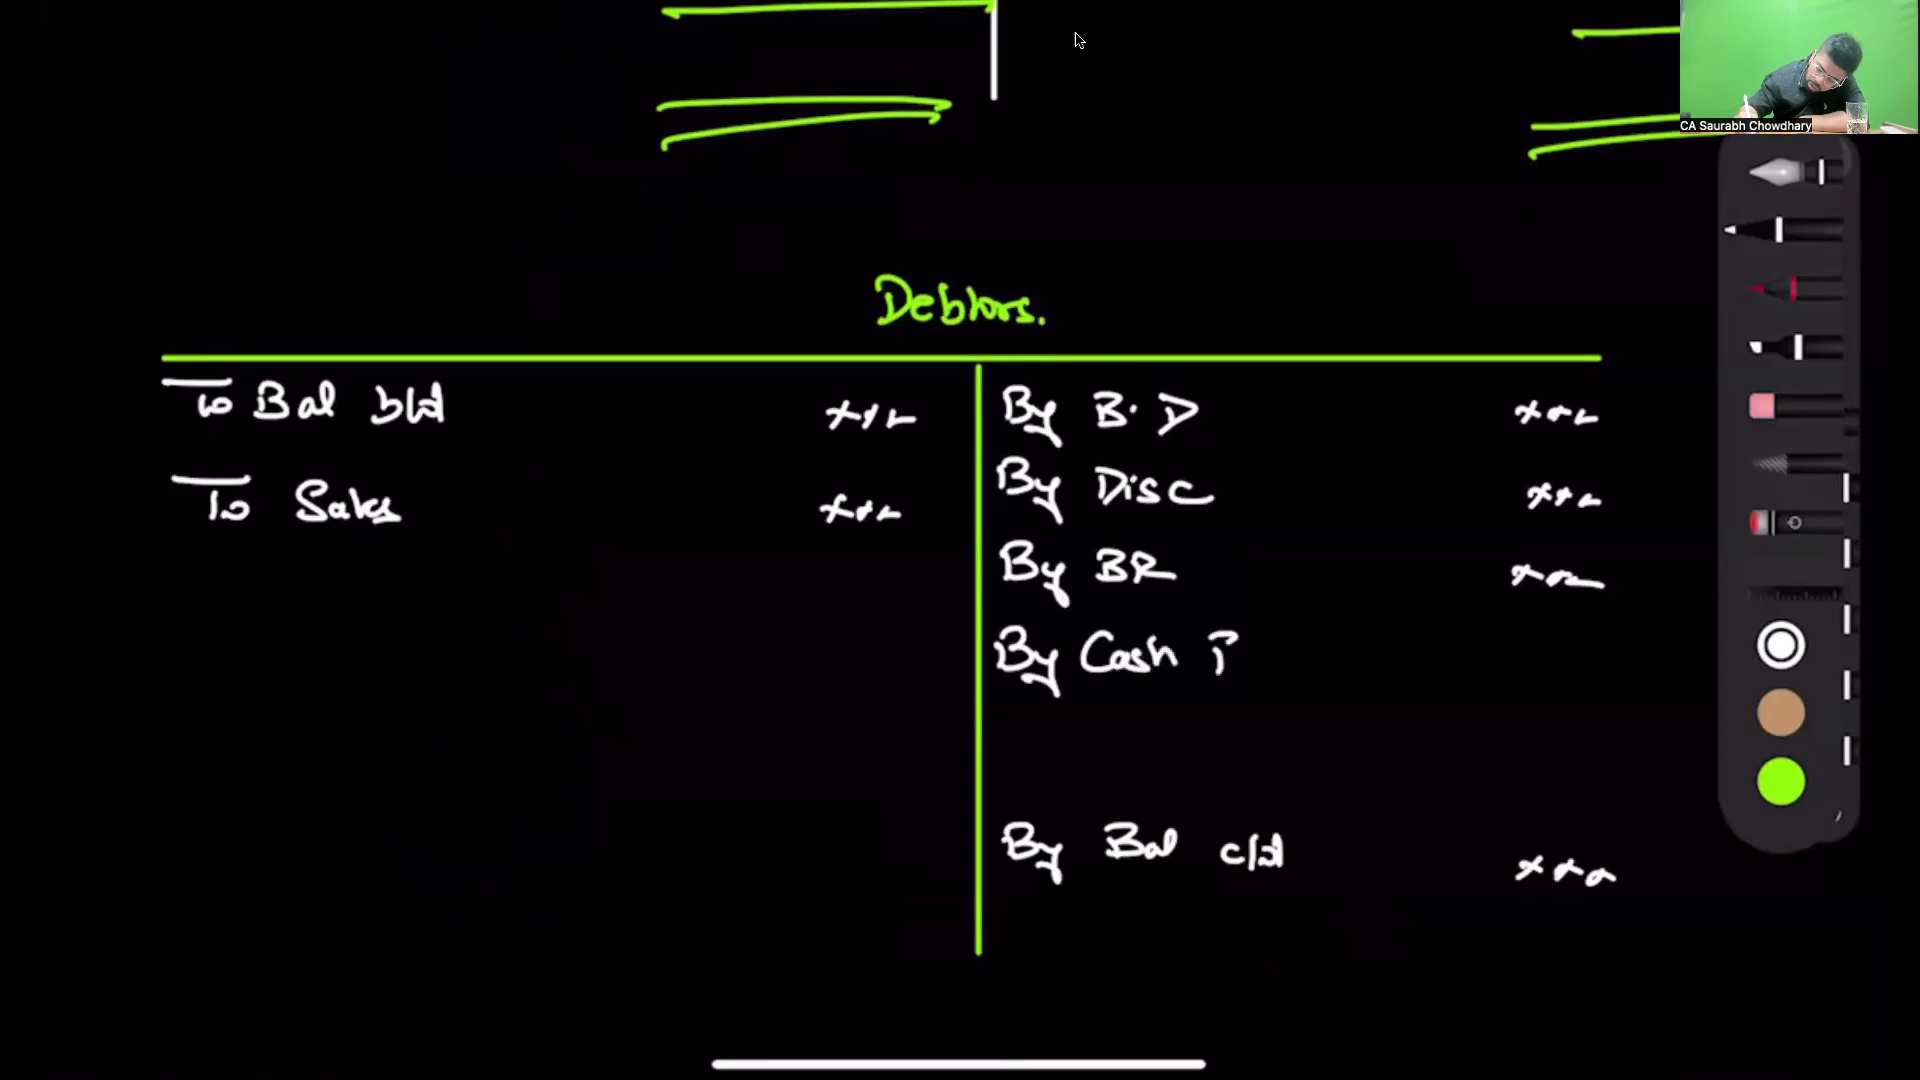 CA Saurabh Chowdhary
Debtors.
To Bal b/d xxx
By B.D xxx
By Disc xxx
To Sales xxx
By BR xxx
By Cash ?
By Bal c/d xxx